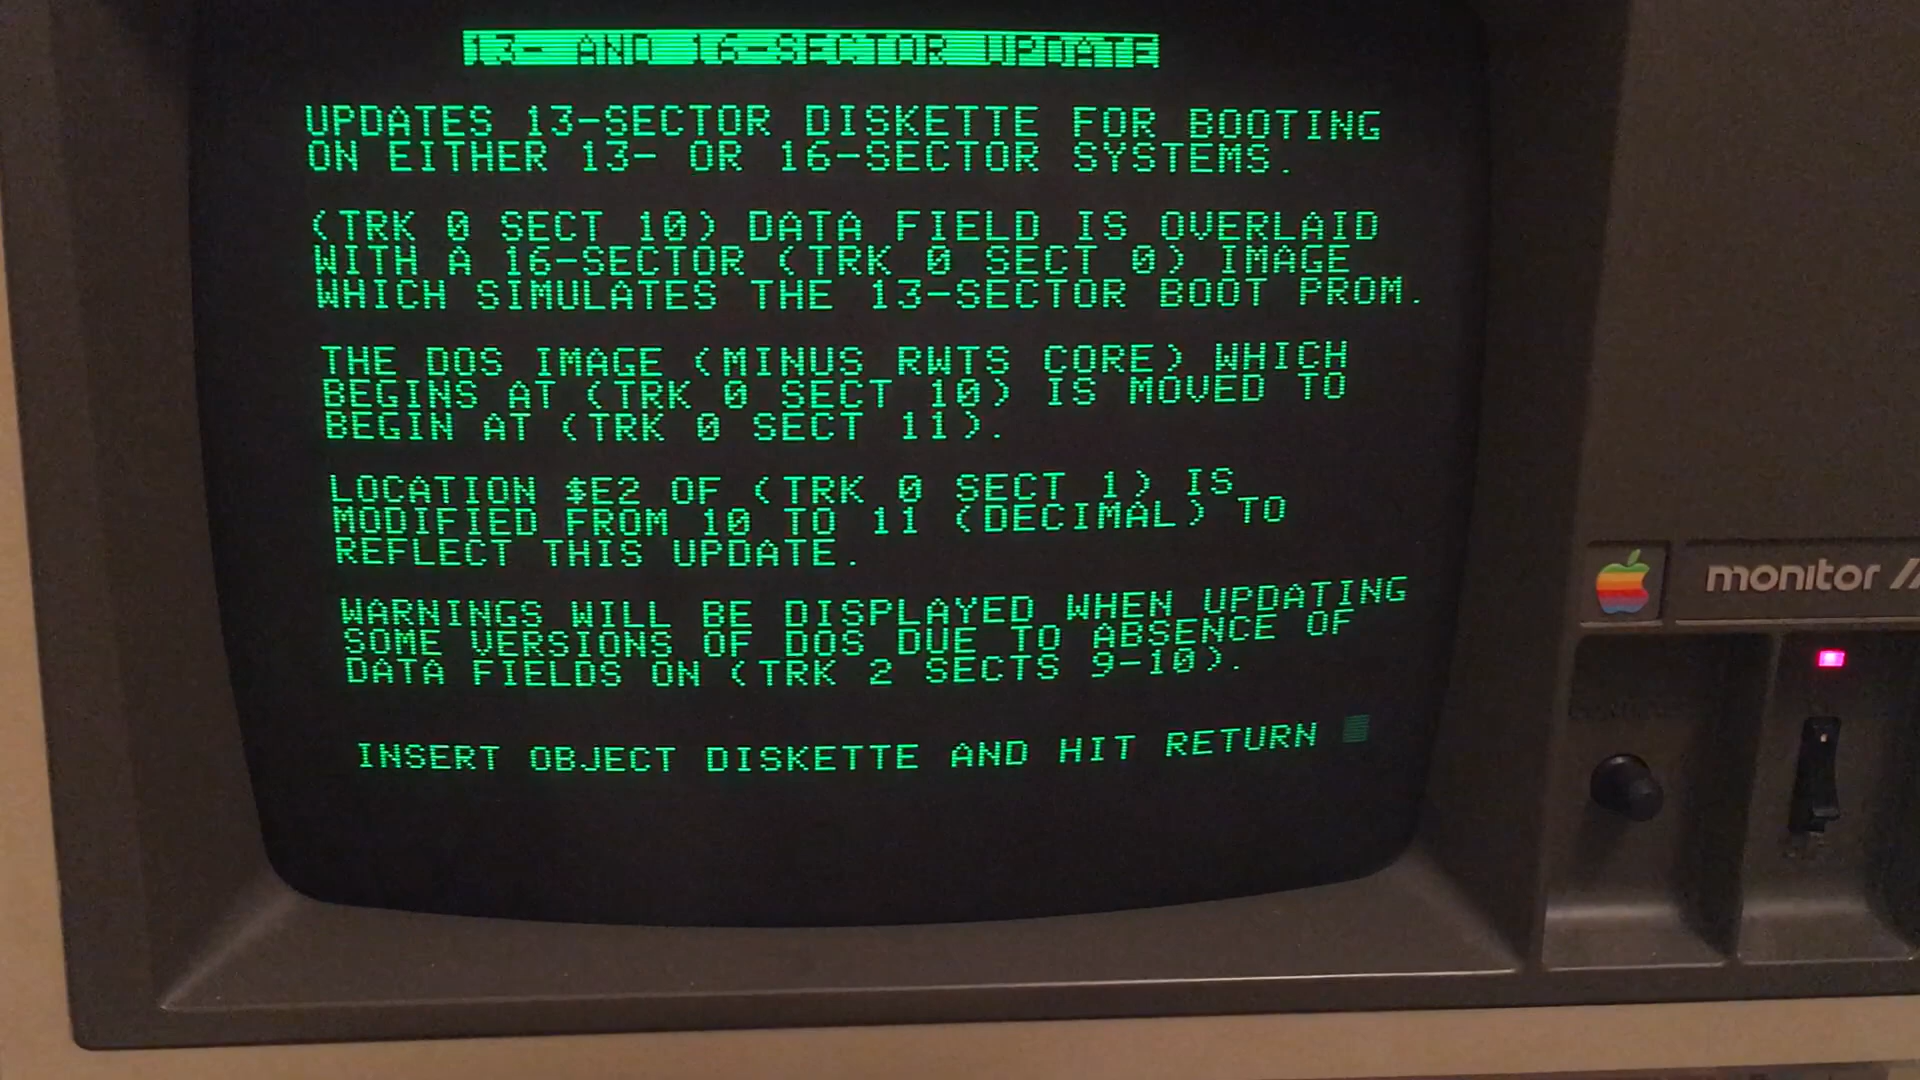 13- AND 16-SECTOR UPDATE
UPDATES 13-SECTOR DISKETTE FOR BOOTING
ON EITHER 13- OR 16-SECTOR SYSTEMS.
(TRK 0 SECT 10) DATA FIELD IS OVERLAID
WITH A 16-SECTOR (TRK 0 SECT 0) IMAGE
WHICH SIMULATES THE 13-SECTOR BOOT PROM.
THE DOS IMAGE (MINUS RWTS CORE) WHICH
BEGINS AT (TRK 0 SECT 10) IS MOVED TO
BEGIN AT (TRK 0 SECT 11).
LOCATION $E2 OF (TRK 0 SECT 1) IS
MODIFIED FROM 10 TO 11 (DECIMAL) TO
REFLECT THIS UPDATE.
WARNINGS WILL BE DISPLAYED WHEN UPDATING
SOME VERSIONS OF DOS DUE TO ABSENCE OF
DATA FIELDS ON (TRK 2 SECTS 9-10).
INSERT OBJECT DISKETTE AND HIT RETURN
monitor //